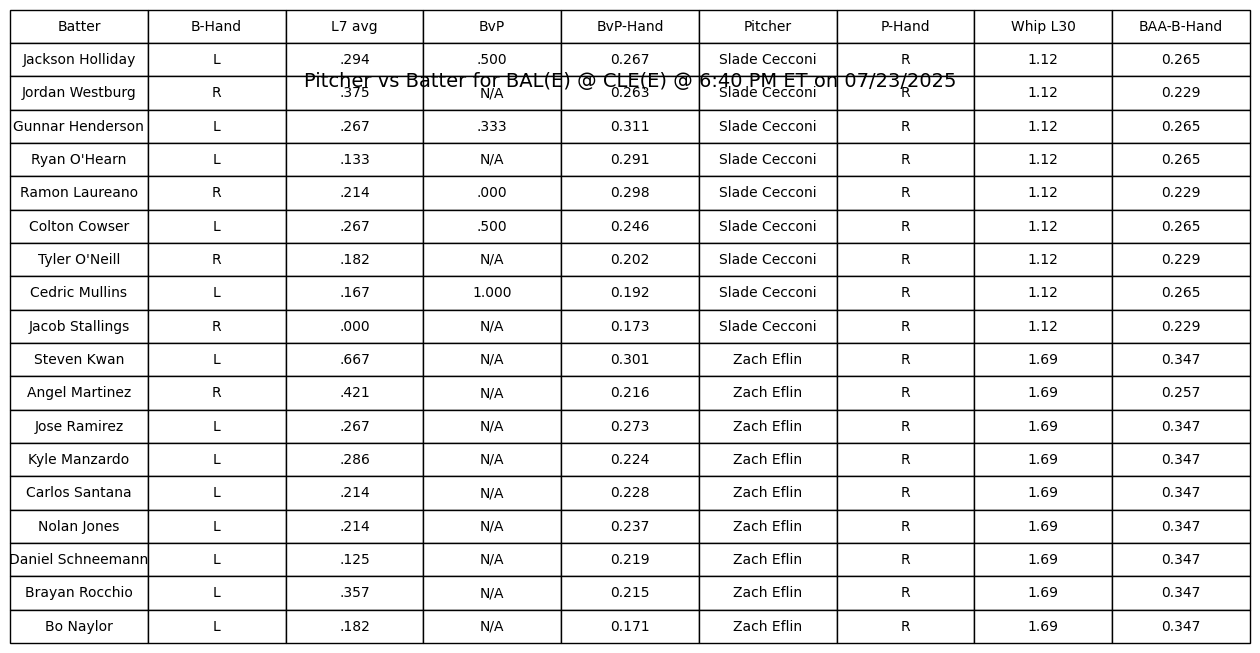 Batter B-Hand L7 avg BvP BvP-Hand Pitcher P-Hand Whip L30 BAA-B-Hand
Jackson Holliday L .294 .500 0.267 Slade Cecconi R 1.12 0.265
Pitcher vs Batter for BAL(E) @ CLE(E) @ 6:40 PM ET on 07/23/2025
Jordan Westburg R .375 N/A 0.263 Slade Cecconi R 1.12 0.229
Gunnar Henderson L .267 .333 0.311 Slade Cecconi R 1.12 0.265
Ryan O'Hearn L .133 N/A 0.291 Slade Cecconi R 1.12 0.265
Ramon Laureano R .214 .000 0.298 Slade Cecconi R 1.12 0.229
Colton Cowser L .267 .500 0.246 Slade Cecconi R 1.12 0.265
Tyler O'Neill R .182 N/A 0.202 Slade Cecconi R 1.12 0.229
Cedric Mullins L .167 1.000 0.192 Slade Cecconi R 1.12 0.265
Jacob Stallings R .000 N/A 0.173 Slade Cecconi R 1.12 0.229
Steven Kwan L .667 N/A 0.301 Zach Eflin R 1.69 0.347
Angel Martinez R .421 N/A 0.216 Zach Eflin R 1.69 0.257
Jose Ramirez L .267 N/A 0.273 Zach Eflin R 1.69 0.347
Kyle Manzardo L .286 N/A 0.224 Zach Eflin R 1.69 0.347
Carlos Santana L .214 N/A 0.228 Zach Eflin R 1.69 0.347
Nolan Jones L .214 N/A 0.237 Zach Eflin R 1.69 0.347
Daniel Schneemann L .125 N/A 0.219 Zach Eflin R 1.69 0.347
Brayan Rocchio L .357 N/A 0.215 Zach Eflin R 1.69 0.347
Bo Naylor L .182 N/A 0.171 Zach Eflin R 1.69 0.347